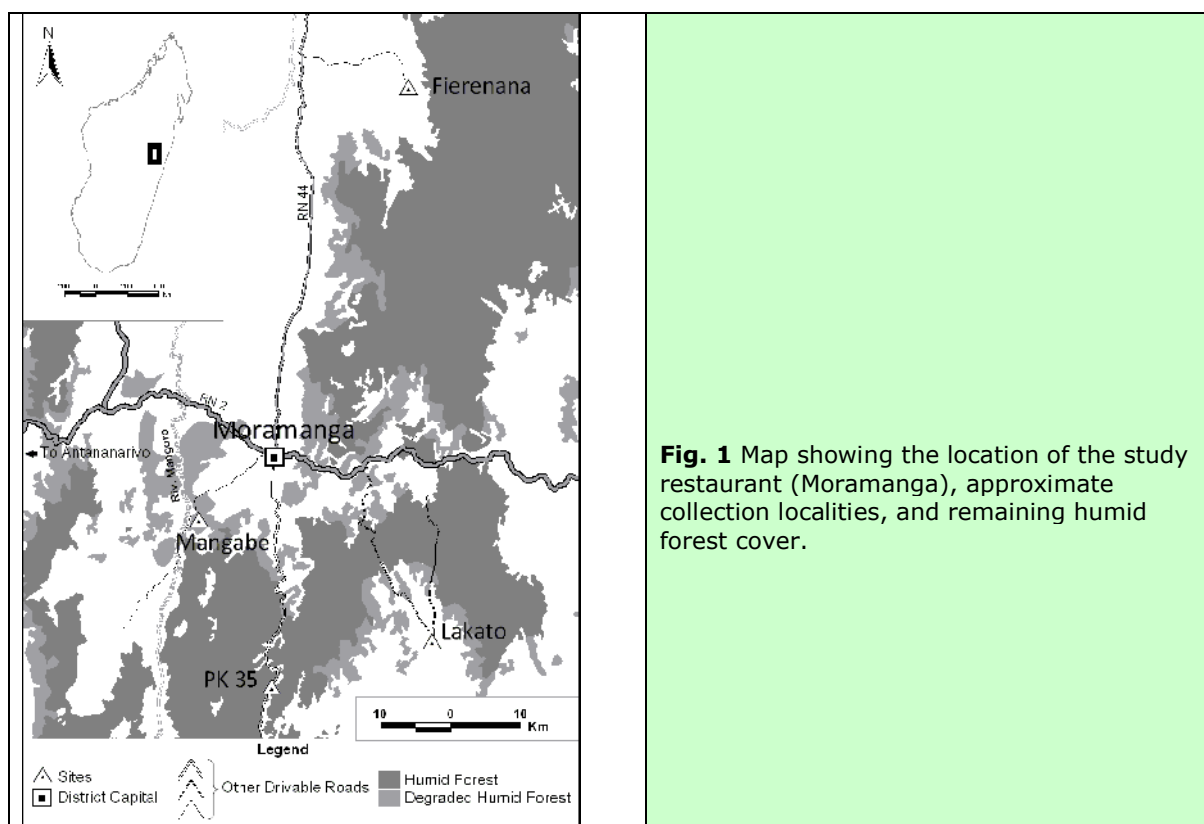 N
Fierenana
RN 44
RN 2
Moramanga
To Antananarivo
Riv. Manguro
Mangabe
Lakato
PK 35
10 0 10
Km
Legend
Sites
District Capital
Other Drivable Roads
Humid Forest
Degraded Humid Forest
Fig. 1 Map showing the location of the study
restaurant (Moramanga), approximate
collection localities, and remaining humid
forest cover.